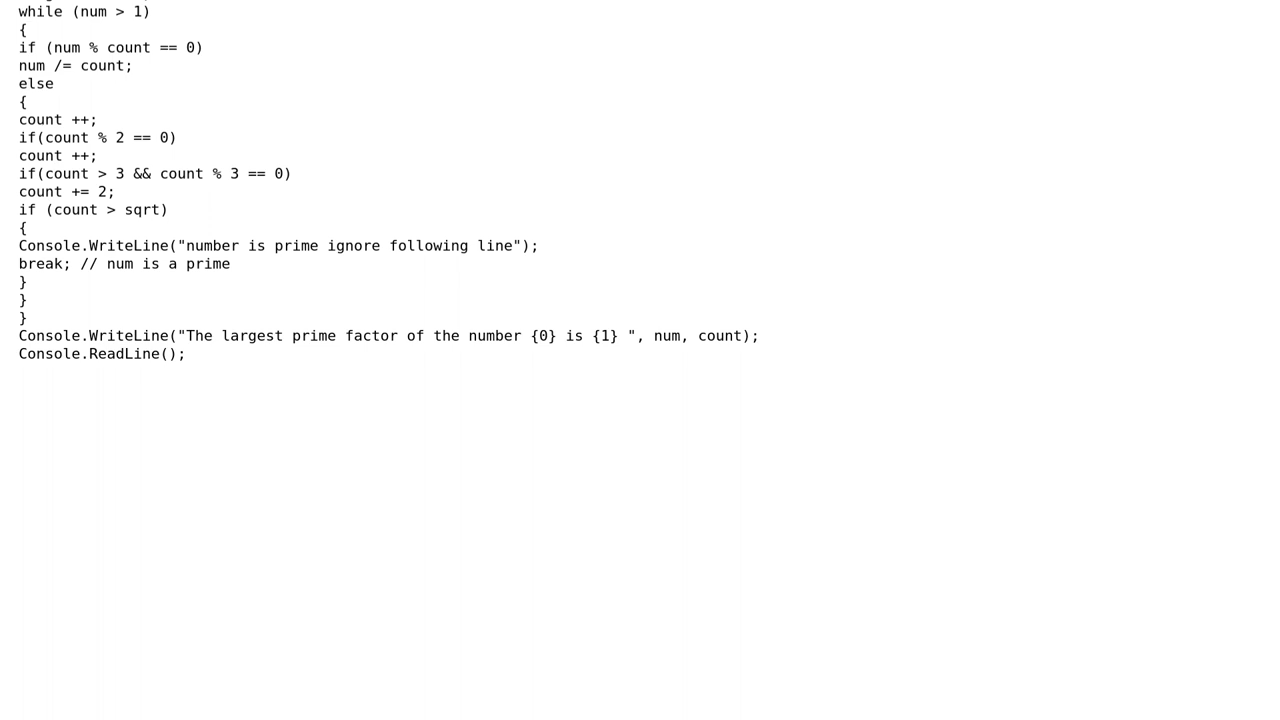 while (num > 1)
{
if (num % count == 0)
num /= count;
else
{
count ++;
if(count % 2 == 0)
count ++;
if(count > 3 && count % 3 == 0)
count += 2;
if (count > sqrt)
{
Console.WriteLine("number is prime ignore following line");
break; // num is a prime
}
}
}
Console.WriteLine("The largest prime factor of the number {0} is {1} ", num, count);
Console.ReadLine();